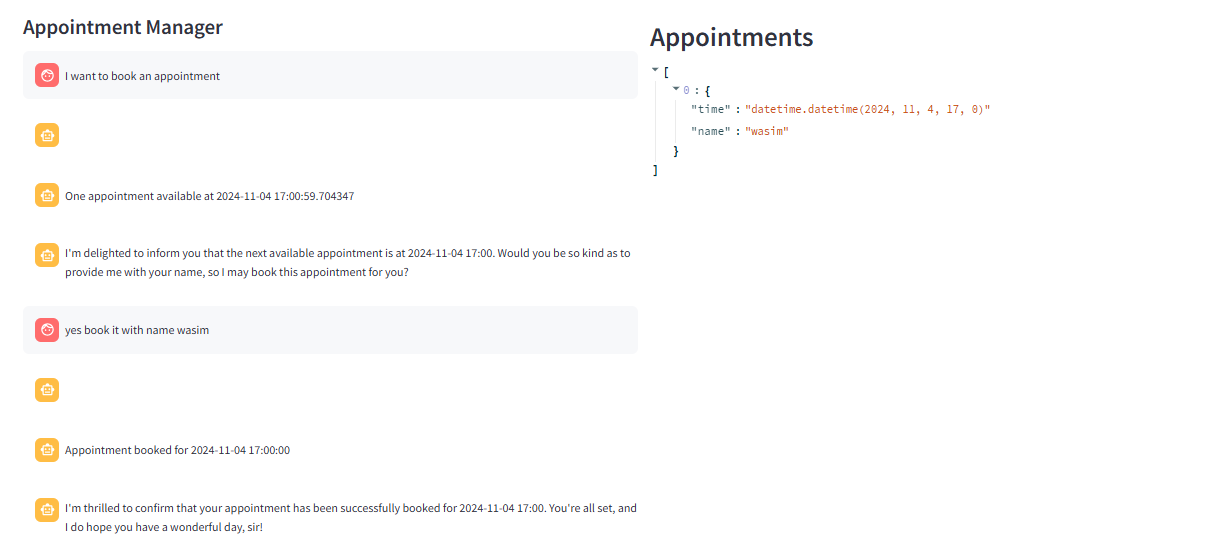 Appointment Manager
I want to book an appointment
One appointment available at 2024-11-04 17:00:59.704347
I'm delighted to inform you that the next available appointment is at 2024-11-04 17:00. Would you be so kind as to
provide me with your name, so I may book this appointment for you?
yes book it with name wasim
Appointment booked for 2024-11-04 17:00:00
I'm thrilled to confirm that your appointment has been successfully booked for 2024-11-04 17:00. You're all set, and
I do hope you have a wonderful day, sir!
Appointments
[
0 : {
"time" : "datetime.datetime(2024, 11, 4, 17, 0)"
"name" : "wasim"
}
]